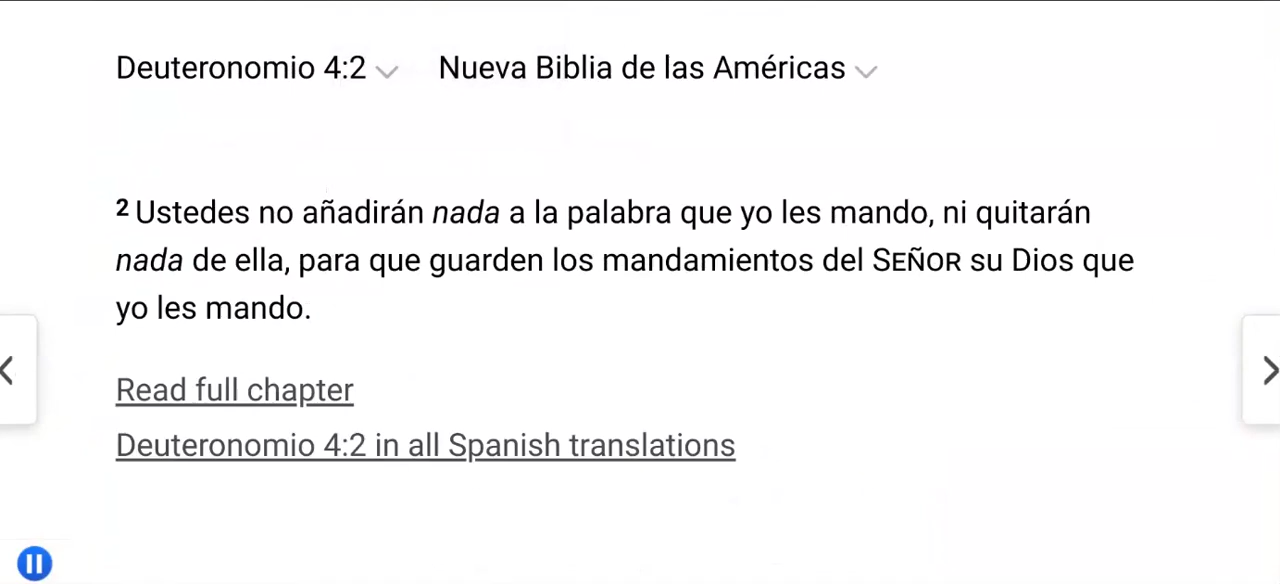 Deuteronomio 4:2 Nueva Biblia de las Américas
2 Ustedes no añadirán nada a la palabra que yo les mando, ni quitarán
nada de ella, para que guarden los mandamientos del SEÑOR su Dios que
yo les mando.
Read full chapter
Deuteronomio 4:2 in all Spanish translations